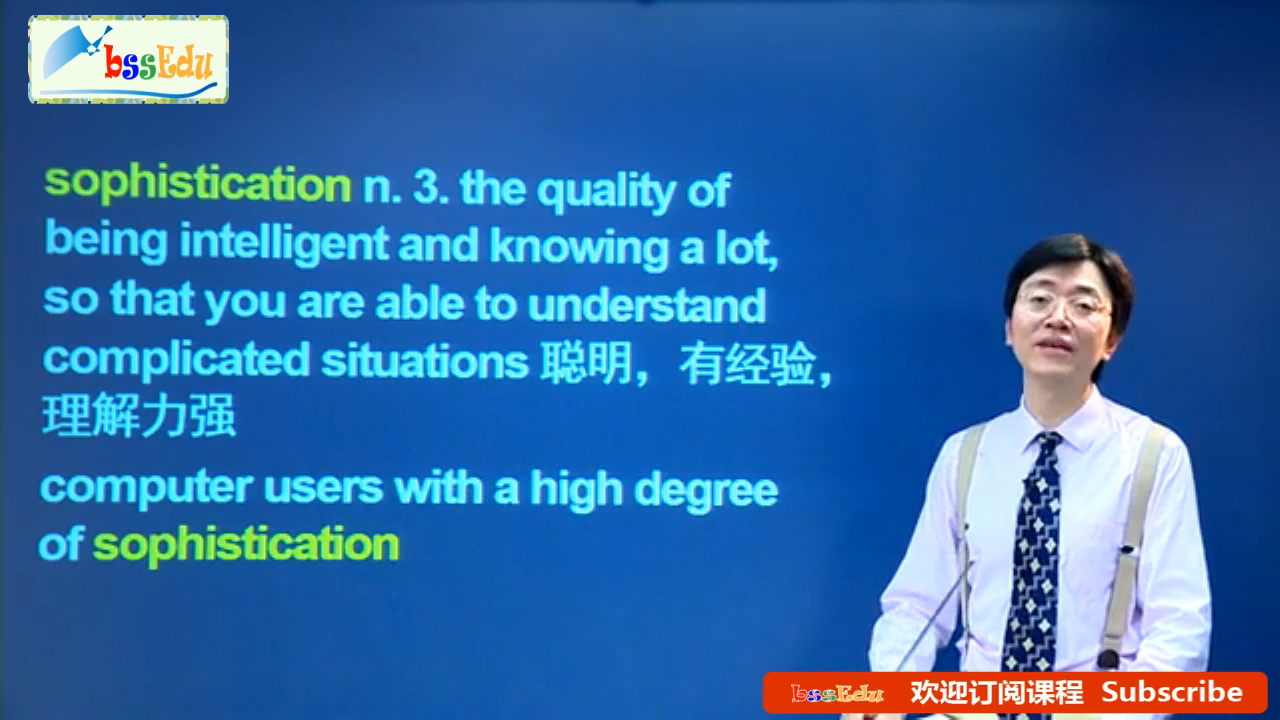 bssEdu
sophistication n. 3. the quality of
being intelligent and knowing a lot,
so that you are able to understand
complicated situations 聪明，有经验，
理解力强
computer users with a high degree
of sophistication
bssEdu 欢迎订阅课程 Subscribe